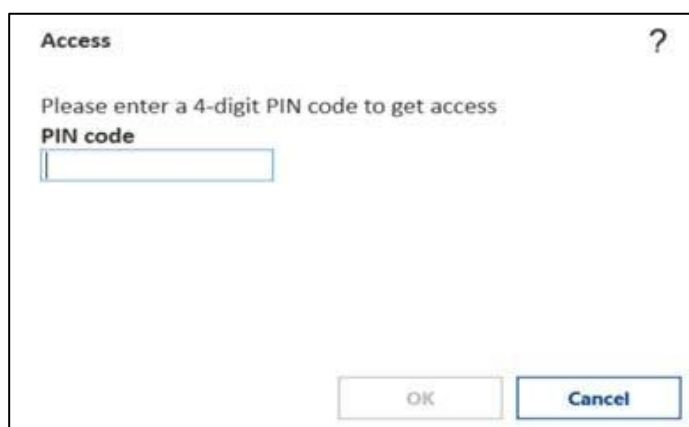 Access ?
Please enter a 4-digit PIN code to get access
PIN code
OK Cancel